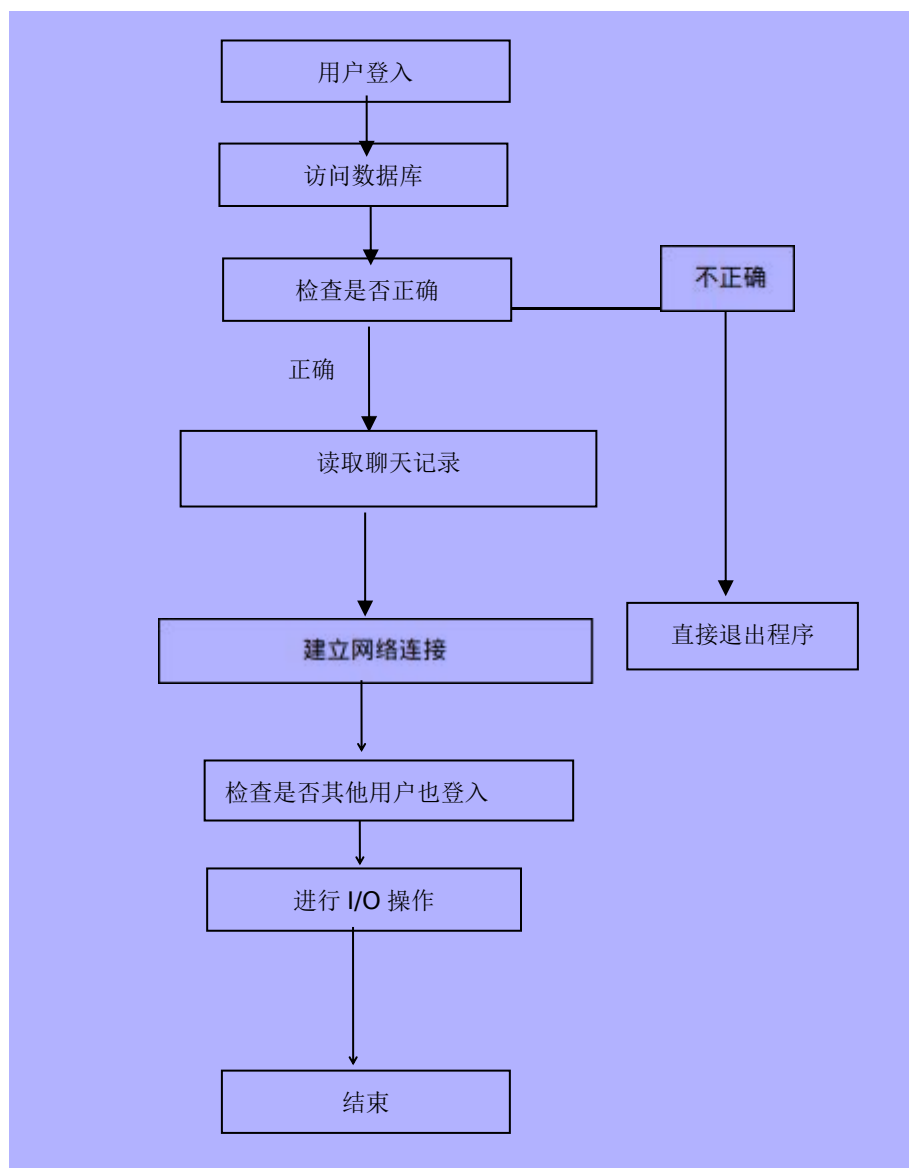 用户登入
访问数据库
检查是否正确
不正确
正确
读取聊天记录
直接退出程序
建立网络连接
检查是否其他用户也登入
进行 I/O 操作
结束